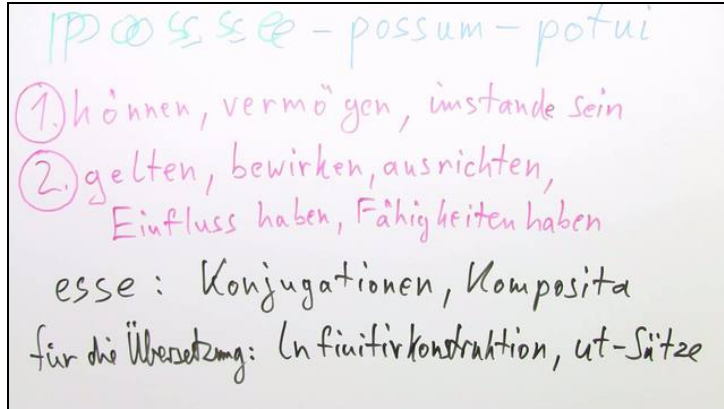 posse - possum - potui
1. können, vermögen, imstande sein
2. gelten, bewirken, ausrichten,
Einfluss haben, Fähigkeiten haben
esse: Konjugationen, Komposita
für die Übersetzung: Infinitivkonstruktion, ut-Sätze